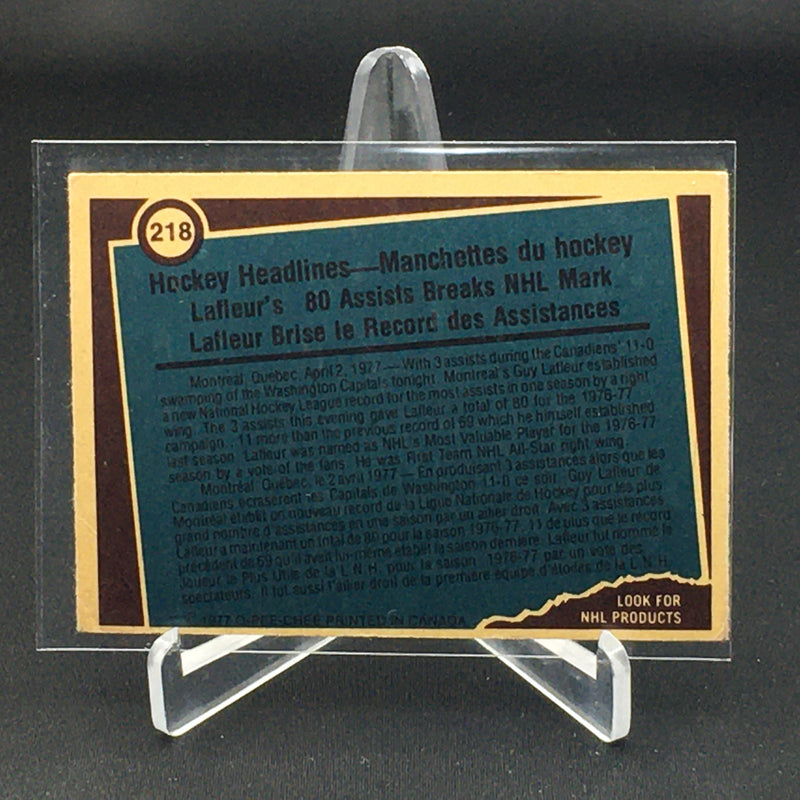 218
Hockey Headlines—Manchettes du hockey
Lafleur's 80 Assists Breaks NHL Mark
Lafleur Brise le Record des Assistances
Montreal, Quebec, April 2, 1977 — With 3 assists during the Canadiens' 11-0
swamping of the Washington Capitals tonight, Montreal's Guy Lafleur established
a new National Hockey League record for the most assists in one season by a right
wing. The 3 assists this evening gave Lafleur a total of 80 for the 1976-77
campaign. 11 more than the previous record of 69 which he himself established
last season. Lafleur was named as NHL's Most Valuable Player for the 1976-77
season by a vote of the fans. He was First Team NHL All-Star right wing.
Montréal, Québec, le 2 avril 1977 — En produisant 3 assistances alors que les
Canadiens écrasèrent les Capitals de Washington 11-0 ce soir, Guy Lafleur de
Montréal établit un nouveau record de la Ligue Nationale de Hockey pour les plus
grand nombre d'assistances en une saison par un ailier droit. Avec 3 assistances
Lafleur a maintenant un total de 80 pour la saison 1976-77, 11 de plus que le record
précédent de 69 qu'il avait lui-même établi la saison dernière. Lafleur fut nommé le
Joueur le Plus Utile de la L.N.H. pour la saison 1976-77 par un vote des
spectateurs. Il fut aussi l'ailier droit de la première équipe d'étoiles de la L.N.H.
© 1977 O-PEE-CHEE PRINTED IN CANADA
LOOK FOR
NHL PRODUCTS